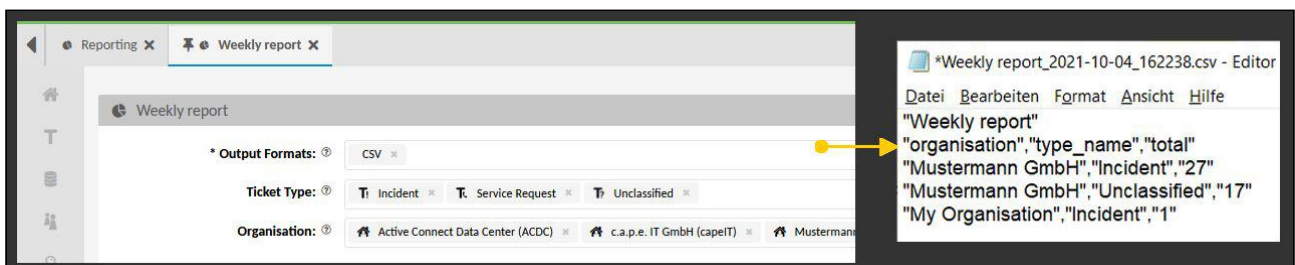 Reporting ✕ Weekly report ✕
Weekly report
* Output Formats: CSV ×
Ticket Type: Incident × Service Request × Unclassified ×
Organisation: Active Connect Data Center (ACDC) × c.a.p.e. IT GmbH (capeIT) × Mustermann
*Weekly report_2021-10-04_162238.csv - Editor
Datei Bearbeiten Format Ansicht Hilfe
"Weekly report"
"organisation","type_name","total"
"Mustermann GmbH","Incident","27"
"Mustermann GmbH","Unclassified","17"
"My Organisation","Incident","1"